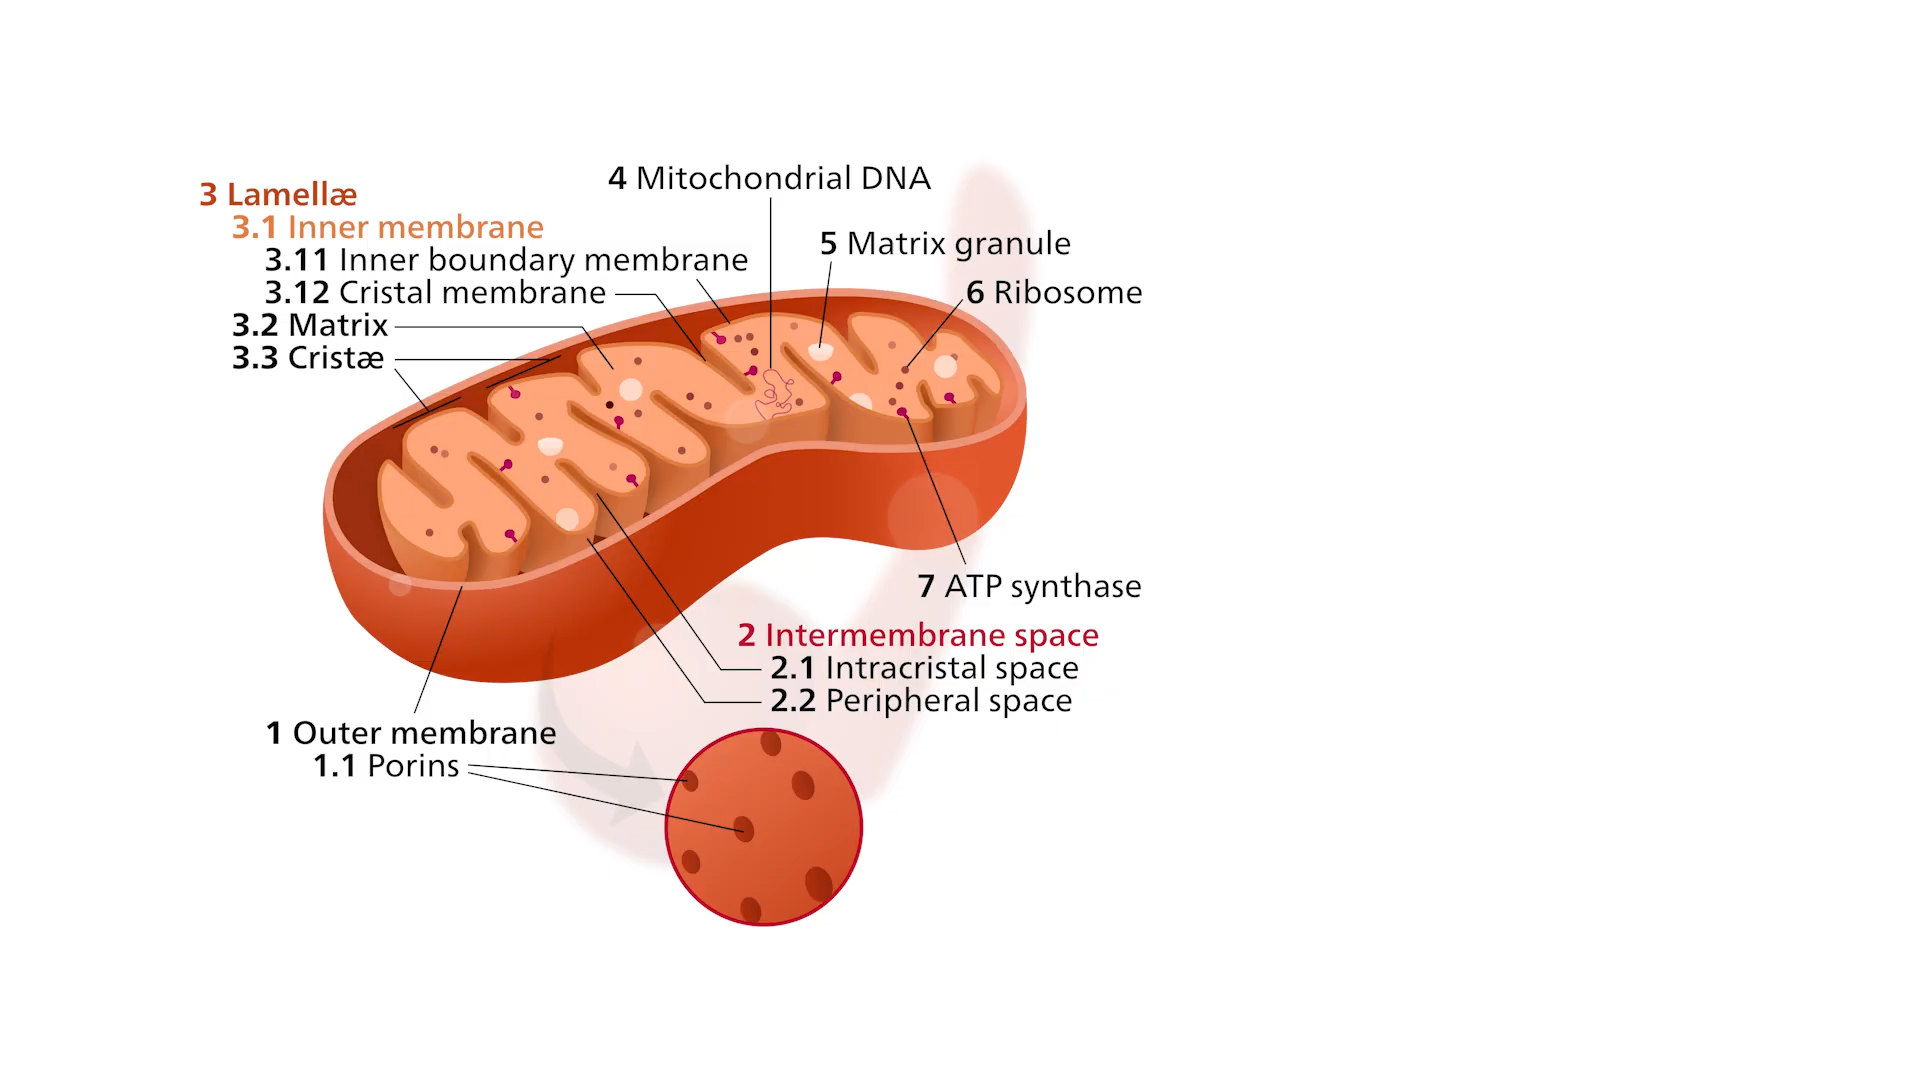 4 Mitochondrial DNA
3 Lamellæ
3.1 Inner membrane
5 Matrix granule
3.11 Inner boundary membrane
3.12 Cristal membrane
6 Ribosome
3.2 Matrix
3.3 Cristæ
7 ATP synthase
2 Intermembrane space
2.1 Intracristal space
2.2 Peripheral space
1 Outer membrane
1.1 Porins